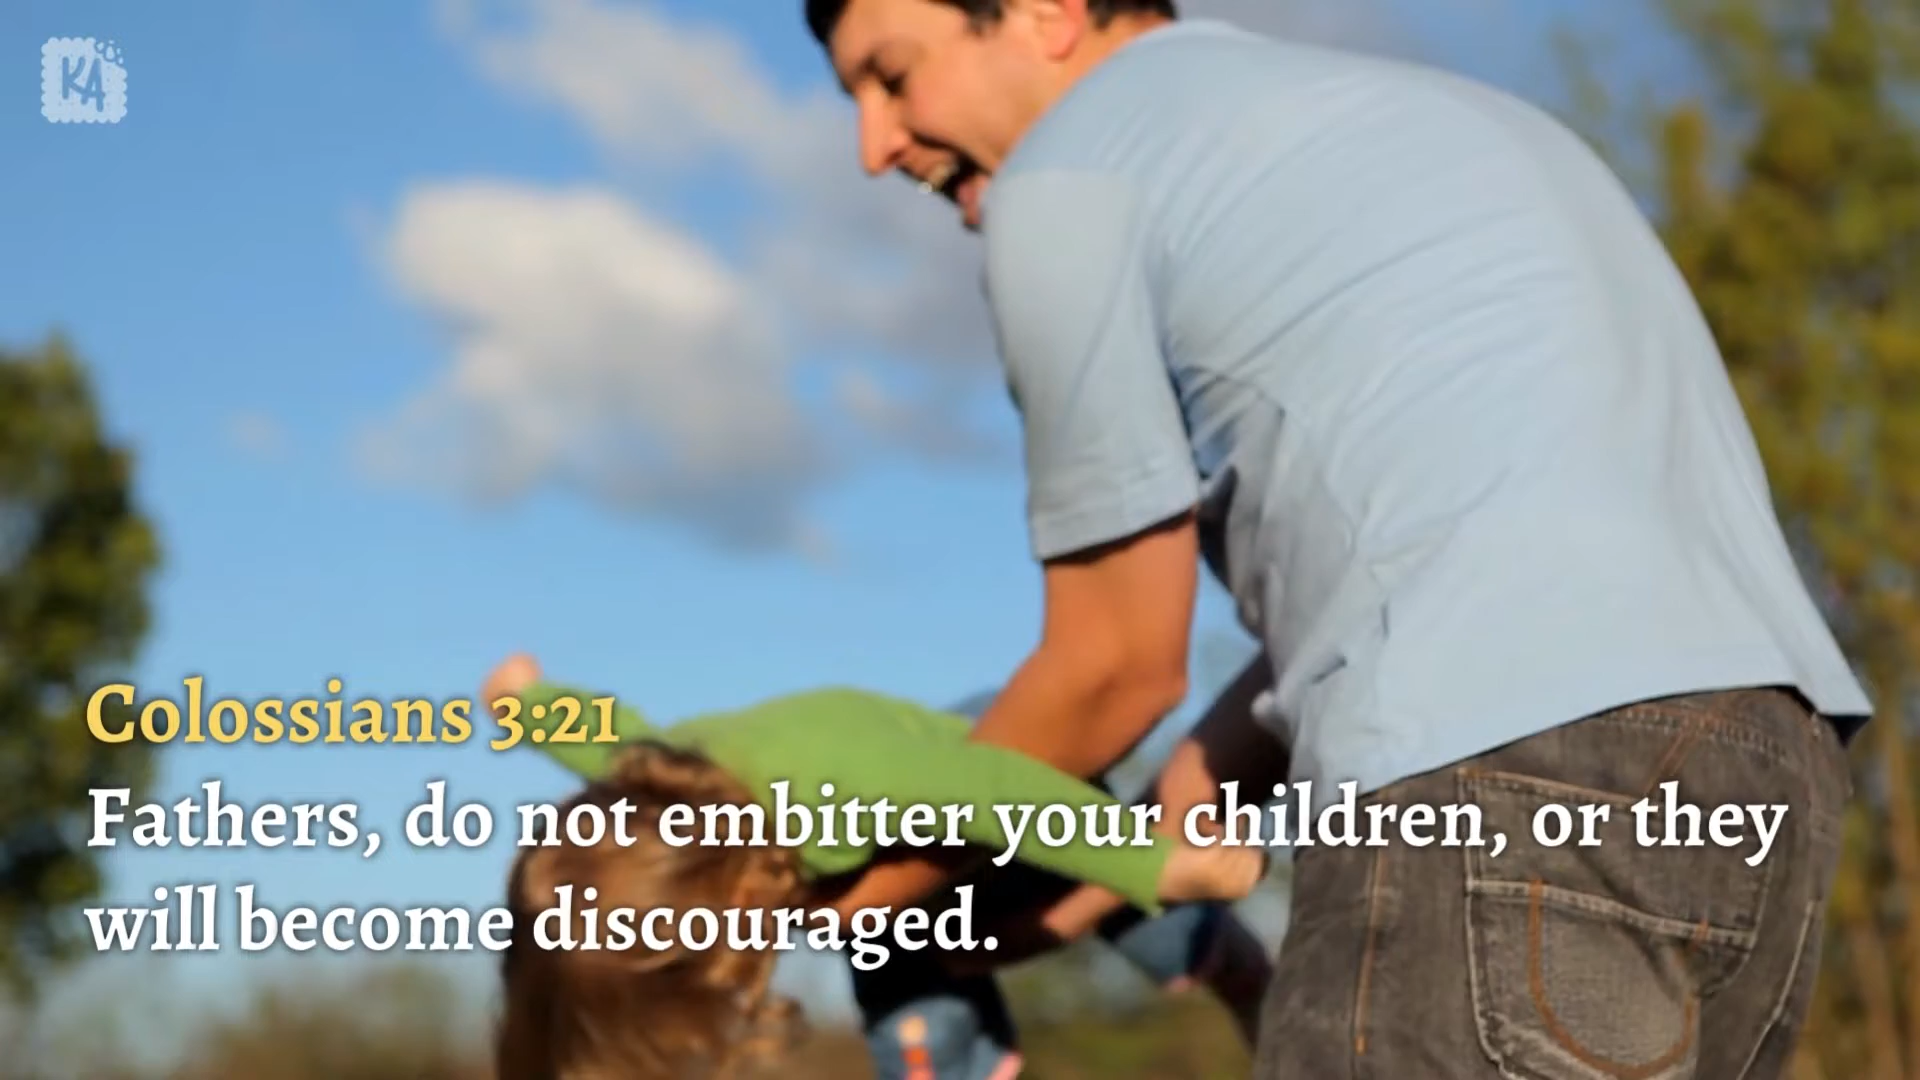 KA
Colossians 3:21
Fathers, do not embitter your children, or they
will become discouraged.